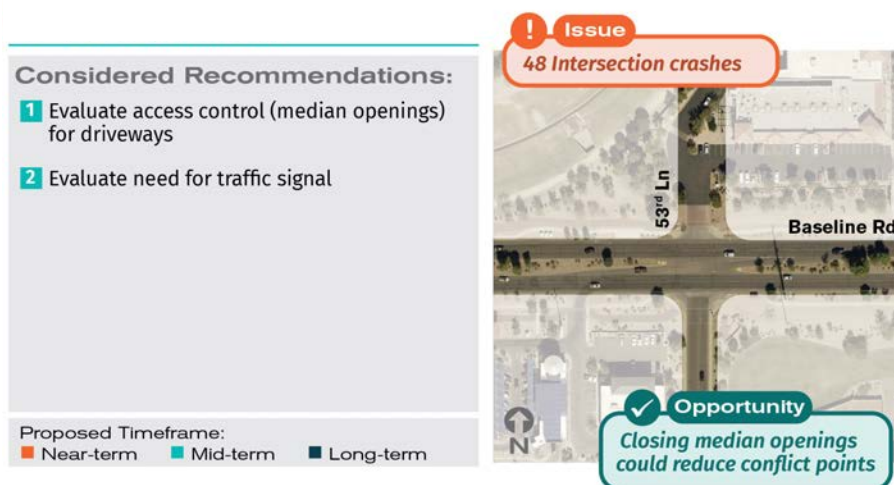 Considered Recommendations:
1 Evaluate access control (median openings)
for driveways
2 Evaluate need for traffic signal
Proposed Timeframe:
Near-term Mid-term Long-term
! Issue
48 Intersection crashes
53rd Ln
Baseline Rd
N
Opportunity
Closing median openings
could reduce conflict points